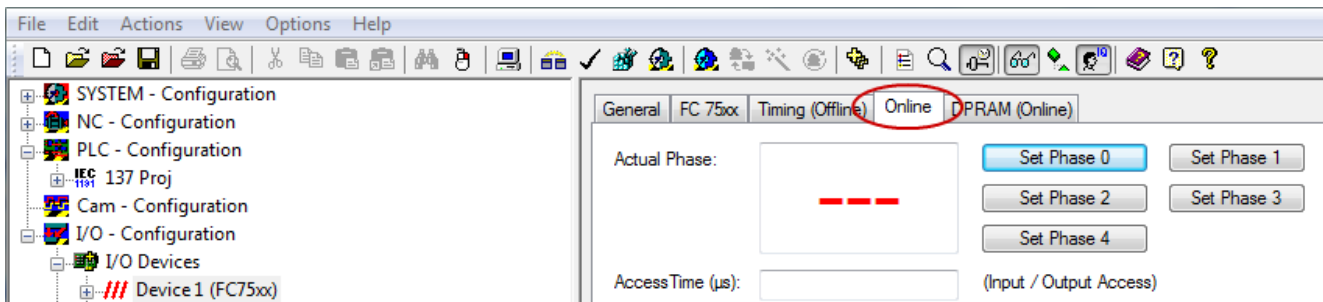 File Edit Actions View Options Help
SYSTEM - Configuration
NC - Configuration
PLC - Configuration
IEC 1131 137 Proj
Cam - Configuration
I/O - Configuration
I/O Devices
Device 1 (FC75xx)
General FC 75xx Timing (Offline) Online DPRAM (Online)
Actual Phase: --- Set Phase 0 Set Phase 1
Set Phase 2 Set Phase 3
Set Phase 4
AccessTime (µs): (Input / Output Access)